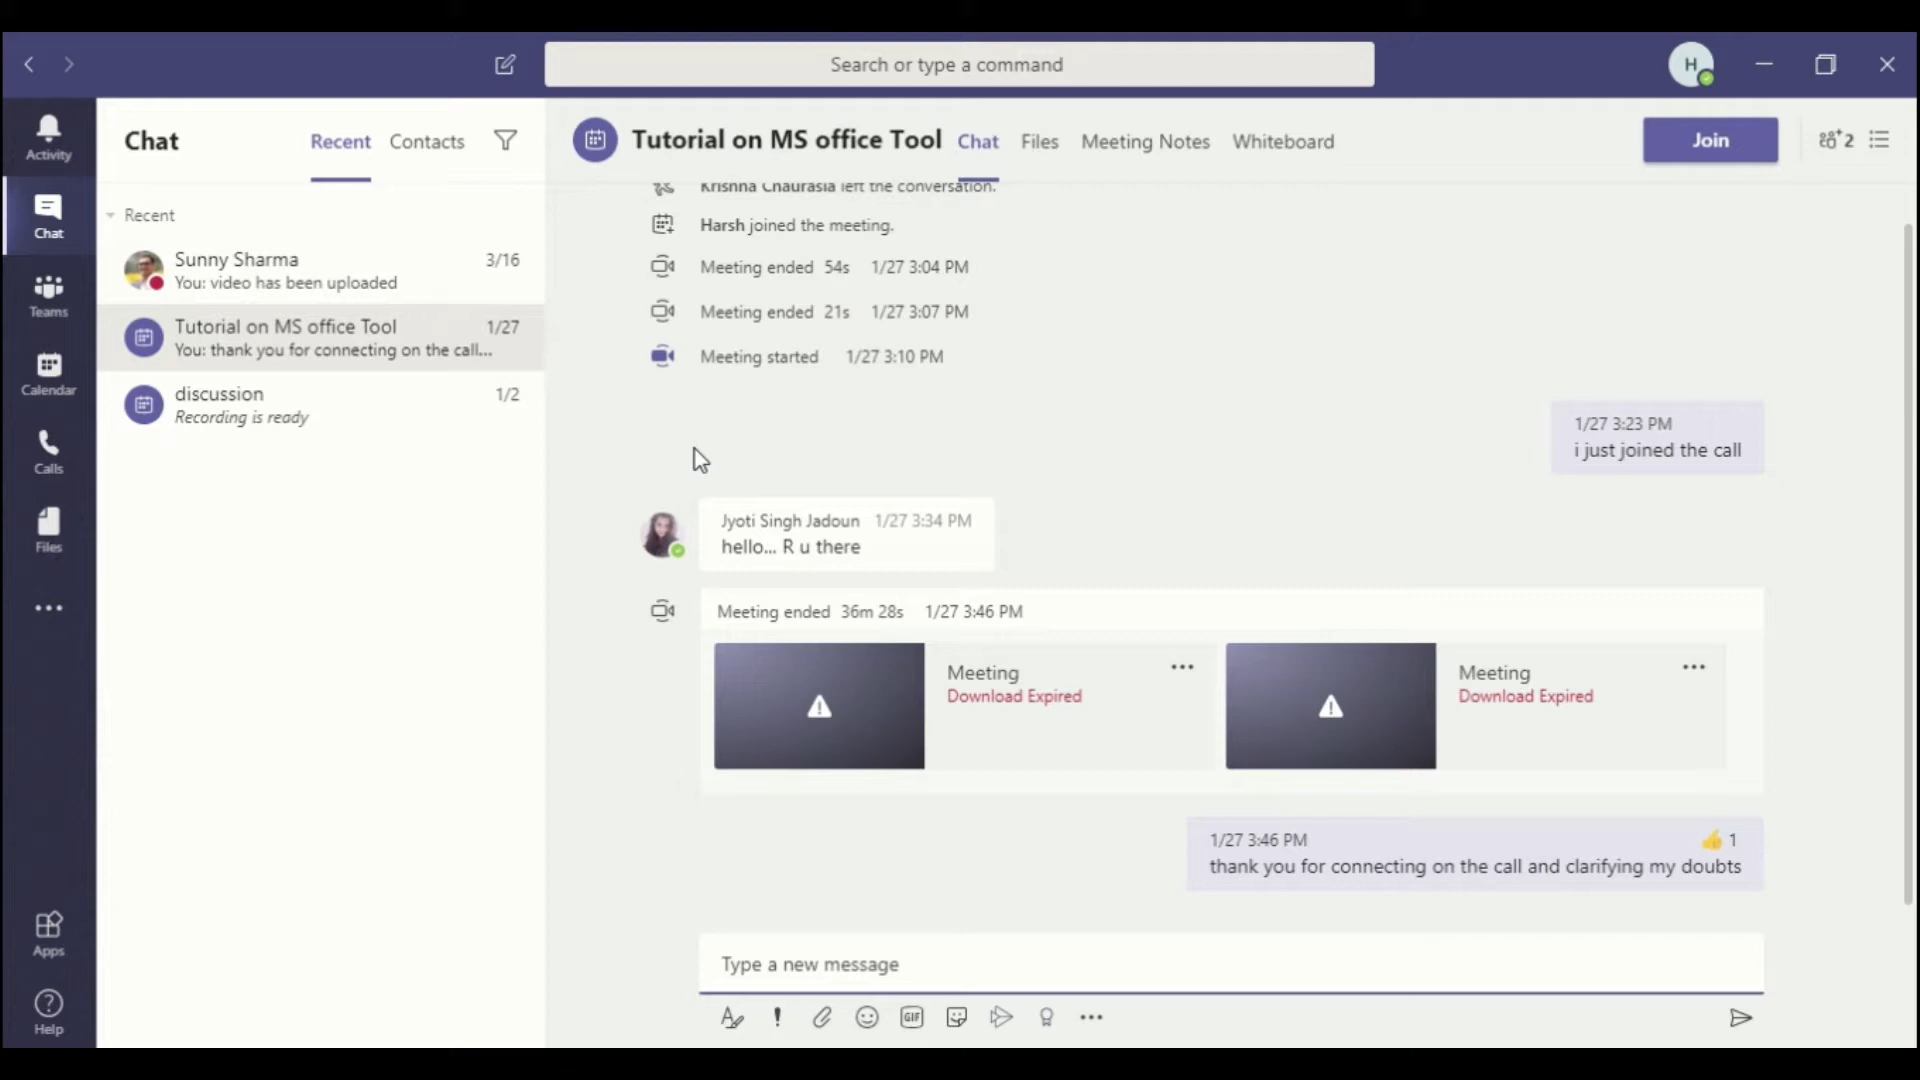 Search or type a command
H
Activity
Chat
Teams
Calendar
Calls
Files
Apps
Help
Chat
Recent
Contacts
Recent
Sunny Sharma
3/16
You: video has been uploaded
Tutorial on MS office Tool
1/27
You: thank you for connecting on the call...
discussion
1/2
Recording is ready
Tutorial on MS office Tool
Chat
Files
Meeting Notes
Whiteboard
Join
2
Krishna Chaurasia left the conversation.
Harsh joined the meeting.
Meeting ended 54s 1/27 3:04 PM
Meeting ended 21s 1/27 3:07 PM
Meeting started 1/27 3:10 PM
1/27 3:23 PM
i just joined the call
Jyoti Singh Jadoun 1/27 3:34 PM
hello... R u there
Meeting ended 36m 28s 1/27 3:46 PM
Meeting
Download Expired
Meeting
Download Expired
1/27 3:46 PM
1
thank you for connecting on the call and clarifying my doubts
Type a new message
GIF